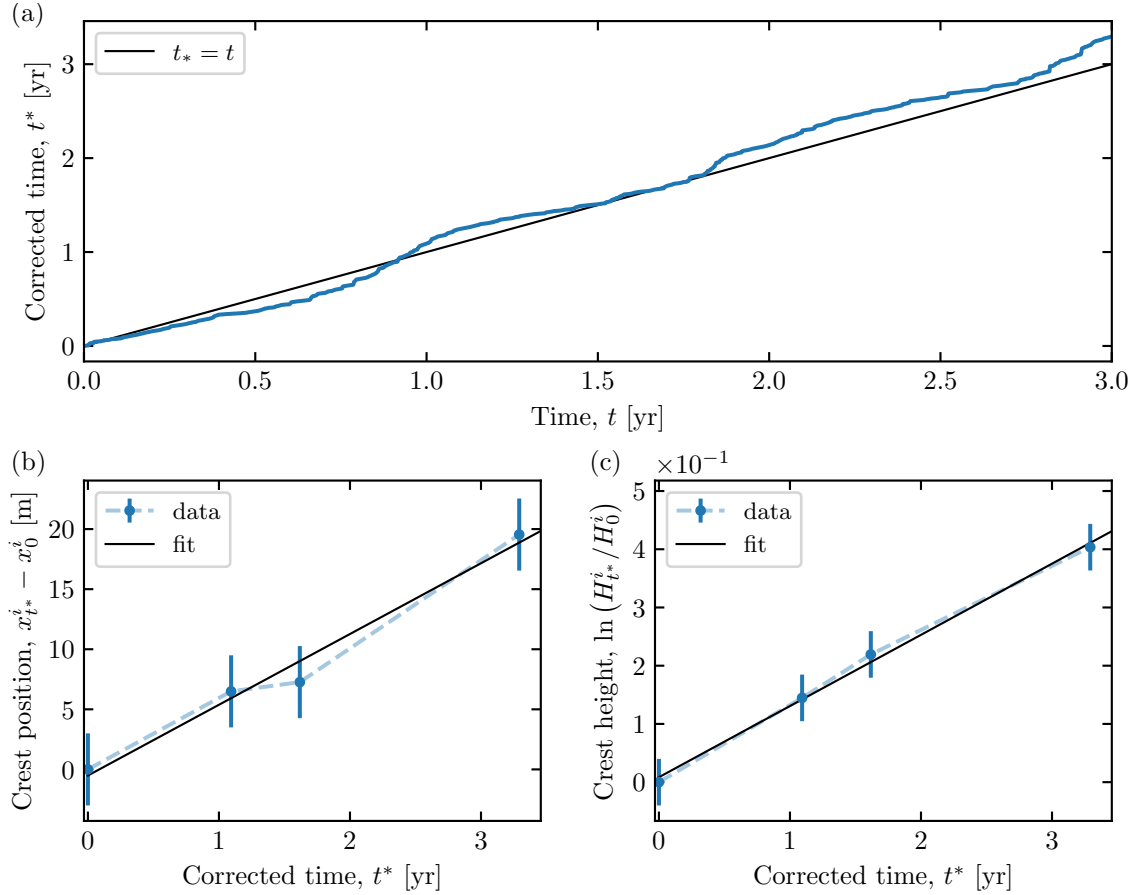 (a)
t* = t
Corrected time, t* [yr]
3
2
1
0
0.0 0.5 1.0 1.5 2.0 2.5 3.0
Time, t [yr]
(b)
data
fit
Crest position, x^i_{t*} − x^i_0 [m]
20
15
10
5
0
0 1 2 3
Corrected time, t* [yr]
(c)
×10^{−1}
data
fit
Crest height, ln (H^i_{t*}/H^i_0)
5
4
3
2
1
0
0 1 2 3
Corrected time, t* [yr]